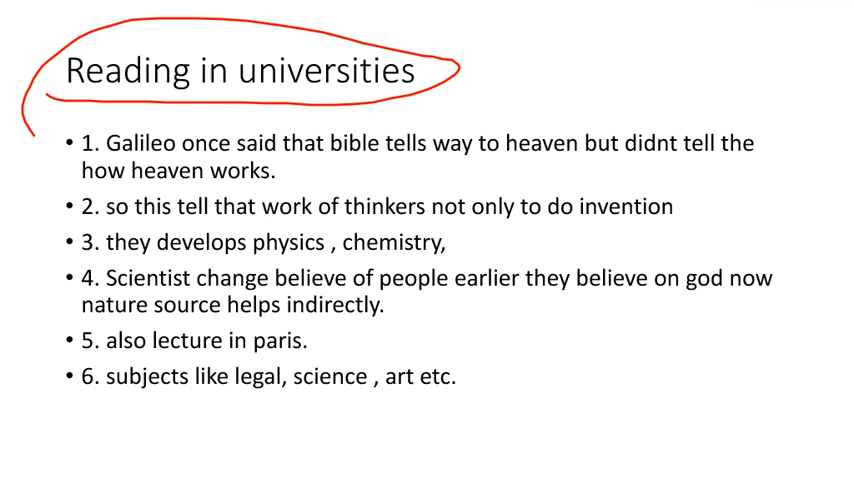 Reading in universities
• 1. Galileo once said that bible tells way to heaven but didnt tell the
how heaven works.
• 2. so this tell that work of thinkers not only to do invention
• 3. they develops physics , chemistry,
• 4. Scientist change believe of people earlier they believe on god now
nature source helps indirectly.
• 5. also lecture in paris.
• 6. subjects like legal, science , art etc.